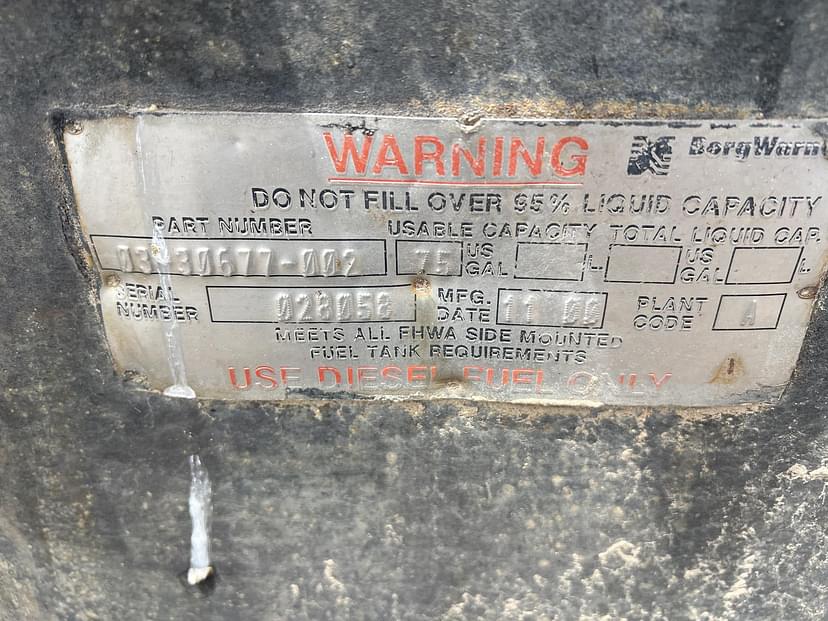 WARNING BorgWarn
DO NOT FILL OVER 95% LIQUID CAPACITY
PART NUMBER USABLE CAPACITY TOTAL LIQUID CAP.
75 US GAL L US GAL L
SERIAL NUMBER 028058 MFG. DATE 11 00 PLANT CODE A
MEETS ALL FHWA SIDE MOUNTED
FUEL TANK REQUIREMENTS
USE DIESEL FUEL ONLY